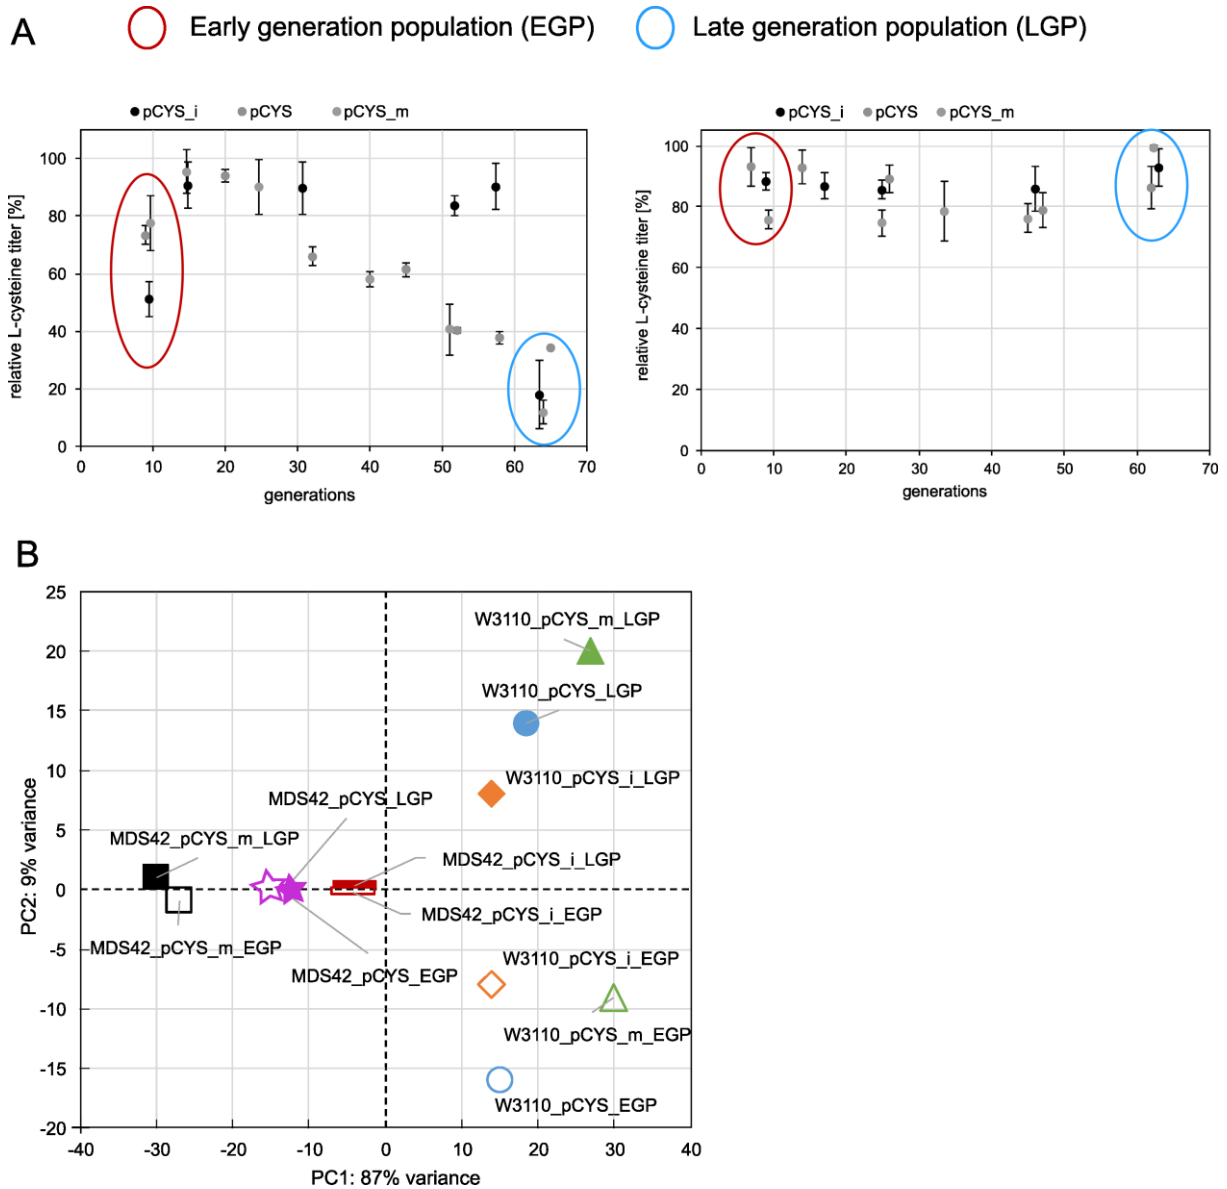 A
Early generation population (EGP)
Late generation population (LGP)
pCYS_i
pCYS
pCYS_m
relative L-cysteine titer [%]
100
80
60
40
20
0
0 10 20 30 40 50 60 70
generations
pCYS_i
pCYS
pCYS_m
relative L-cysteine titer [%]
100
80
60
40
20
0
0 10 20 30 40 50 60 70
generations
B
PC2: 9% variance
25
20
15
10
5
0
-5
-10
-15
-20
W3110_pCYS_m_LGP
W3110_pCYS_LGP
W3110_pCYS_i_LGP
MDS42_pCYS_LGP
MDS42_pCYS_m_LGP
MDS42_pCYS_i_LGP
MDS42_pCYS_i_EGP
MDS42_pCYS_m_EGP
MDS42_pCYS_EGP
W3110_pCYS_i_EGP
W3110_pCYS_m_EGP
W3110_pCYS_EGP
-40 -30 -20 -10 0 10 20 30 40
PC1: 87% variance